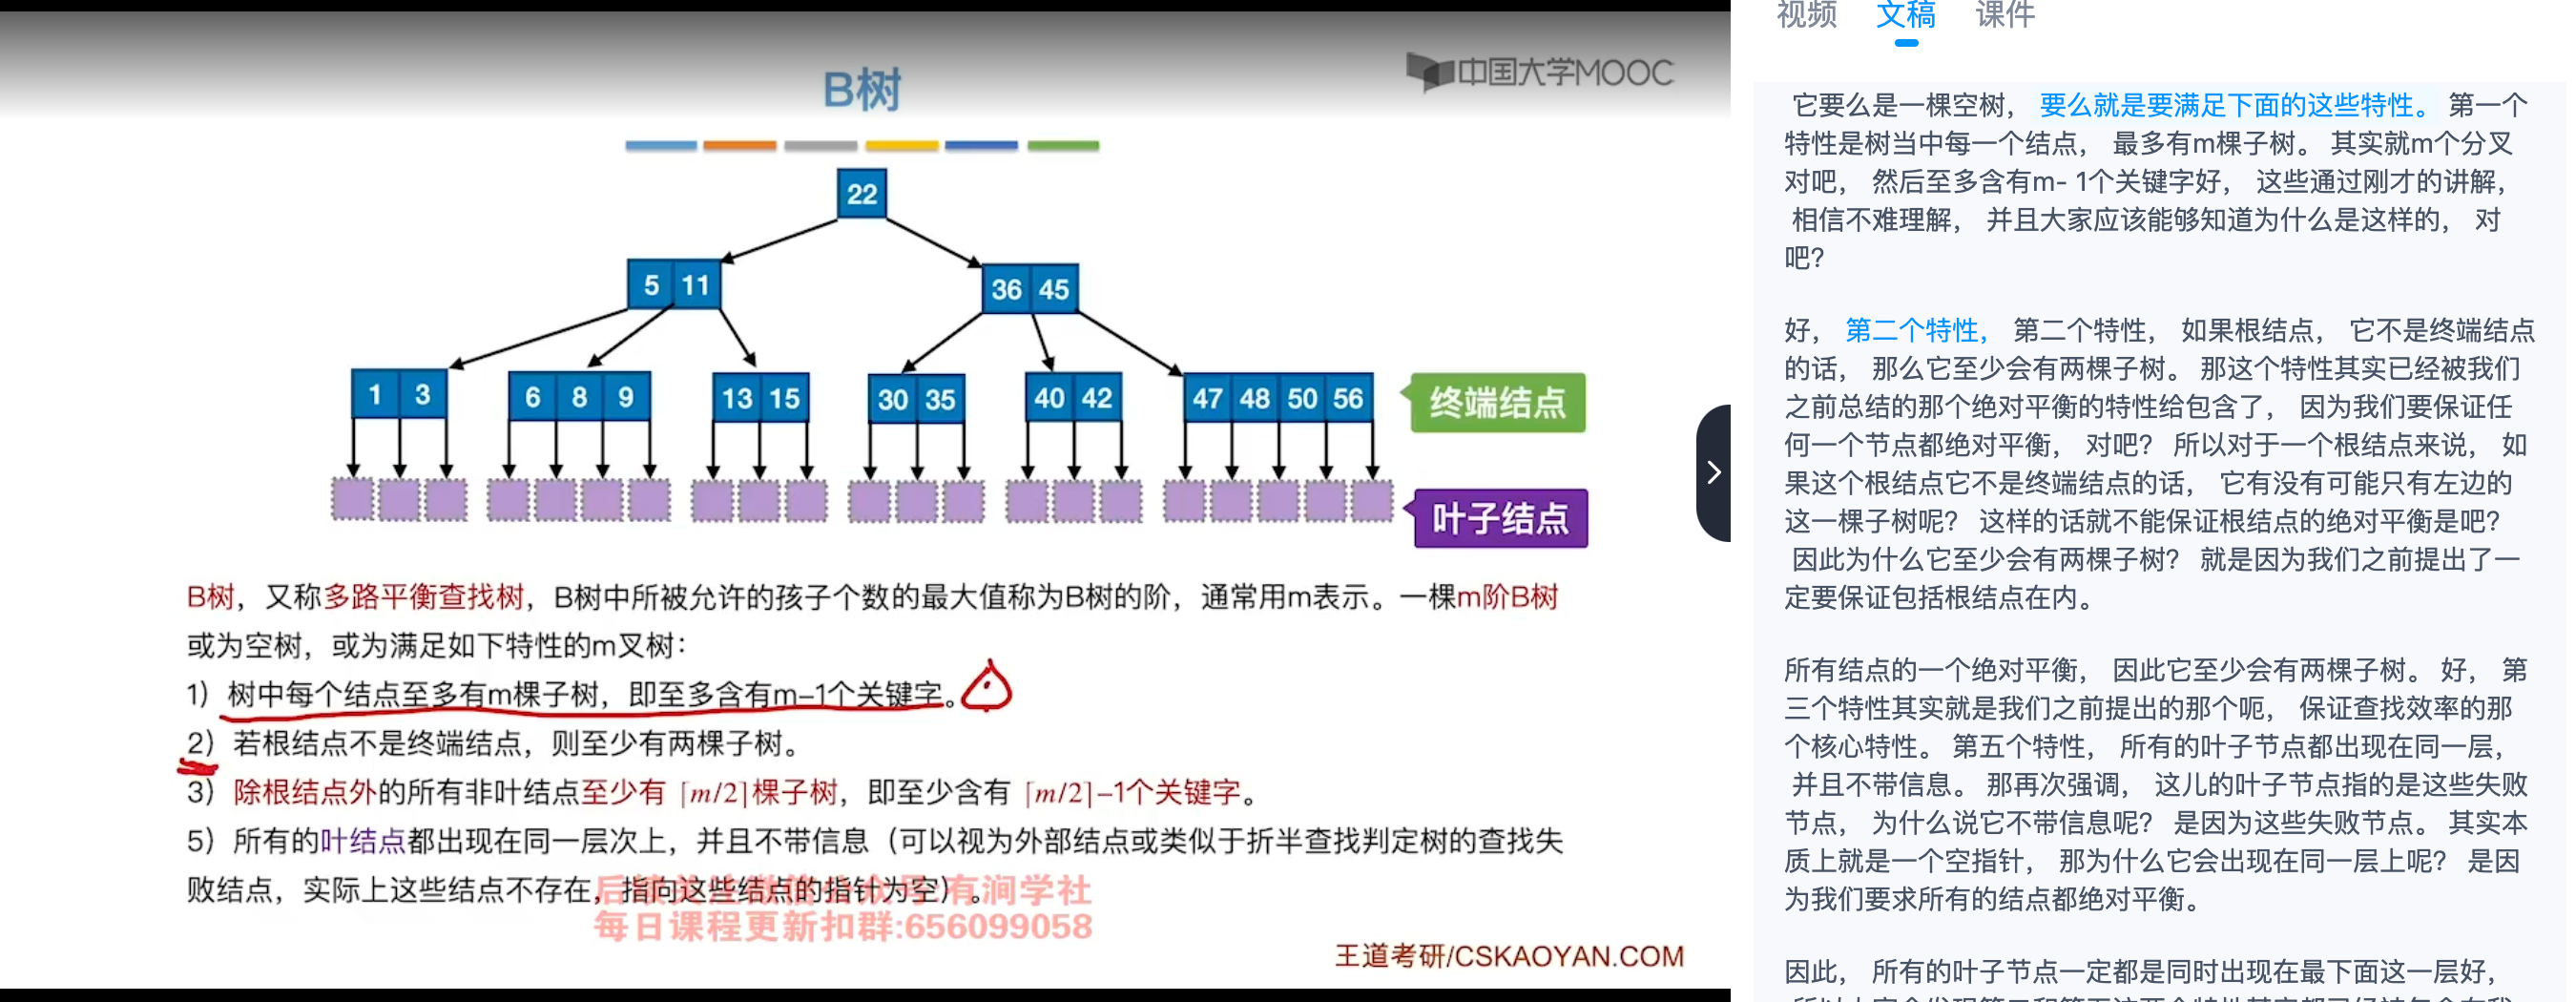 中国大学MOOC
B树
22
5 11
36 45
1 3
6 8 9
13 15
30 35
40 42
47 48 50 56
终端结点
叶子结点
B树，又称多路平衡查找树，B树中所被允许的孩子个数的最大值称为B树的阶，通常用m表示。一棵m阶B树
或为空树，或为满足如下特性的m叉树：
1）树中每个结点至多有m棵子树，即至多含有m-1个关键字。
2）若根结点不是终端结点，则至少有两棵子树。
3）除根结点外的所有非叶结点至少有 ⌈m/2⌉棵子树，即至少含有 ⌈m/2⌉-1个关键字。
5）所有的叶结点都出现在同一层次上，并且不带信息（可以视为外部结点或类似于折半查找判定树的查找失
败结点，实际上这些结点不存在，指向这些结点的指针为空）。
每日课程更新扣群:656099058
王道考研/CSKAOYAN.COM
视频 文稿 课件
它要么是一棵空树， 要么就是要满足下面的这些特性。 第一个
特性是树当中每一个结点， 最多有m棵子树。 其实就m个分叉
对吧， 然后至多含有m- 1个关键字好， 这些通过刚才的讲解，
相信不难理解， 并且大家应该能够知道为什么是这样的， 对
吧？
好， 第二个特性， 第二个特性， 如果根结点， 它不是终端结点
的话， 那么它至少会有两棵子树。 那这个特性其实已经被我们
之前总结的那个绝对平衡的特性给包含了， 因为我们要保证任
何一个节点都绝对平衡， 对吧？ 所以对于一个根结点来说， 如
果这个根结点它不是终端结点的话， 它有没有可能只有左边的
这一棵子树呢？ 这样的话就不能保证根结点的绝对平衡是吧？
因此为什么它至少会有两棵子树？ 就是因为我们之前提出了一
定要保证包括根结点在内。
所有结点的一个绝对平衡， 因此它至少会有两棵子树。 好， 第
三个特性其实就是我们之前提出的那个呃， 保证查找效率的那
个核心特性。 第五个特性， 所有的叶子节点都出现在同一层，
并且不带信息。 那再次强调， 这儿的叶子节点指的是这些失败
节点， 为什么说它不带信息呢？ 是因为这些失败节点。 其实本
质上就是一个空指针， 那为什么它会出现在同一层上呢？ 是因
为我们要求所有的结点都绝对平衡。
因此， 所有的叶子节点一定都是同时出现在最下面这一层好，